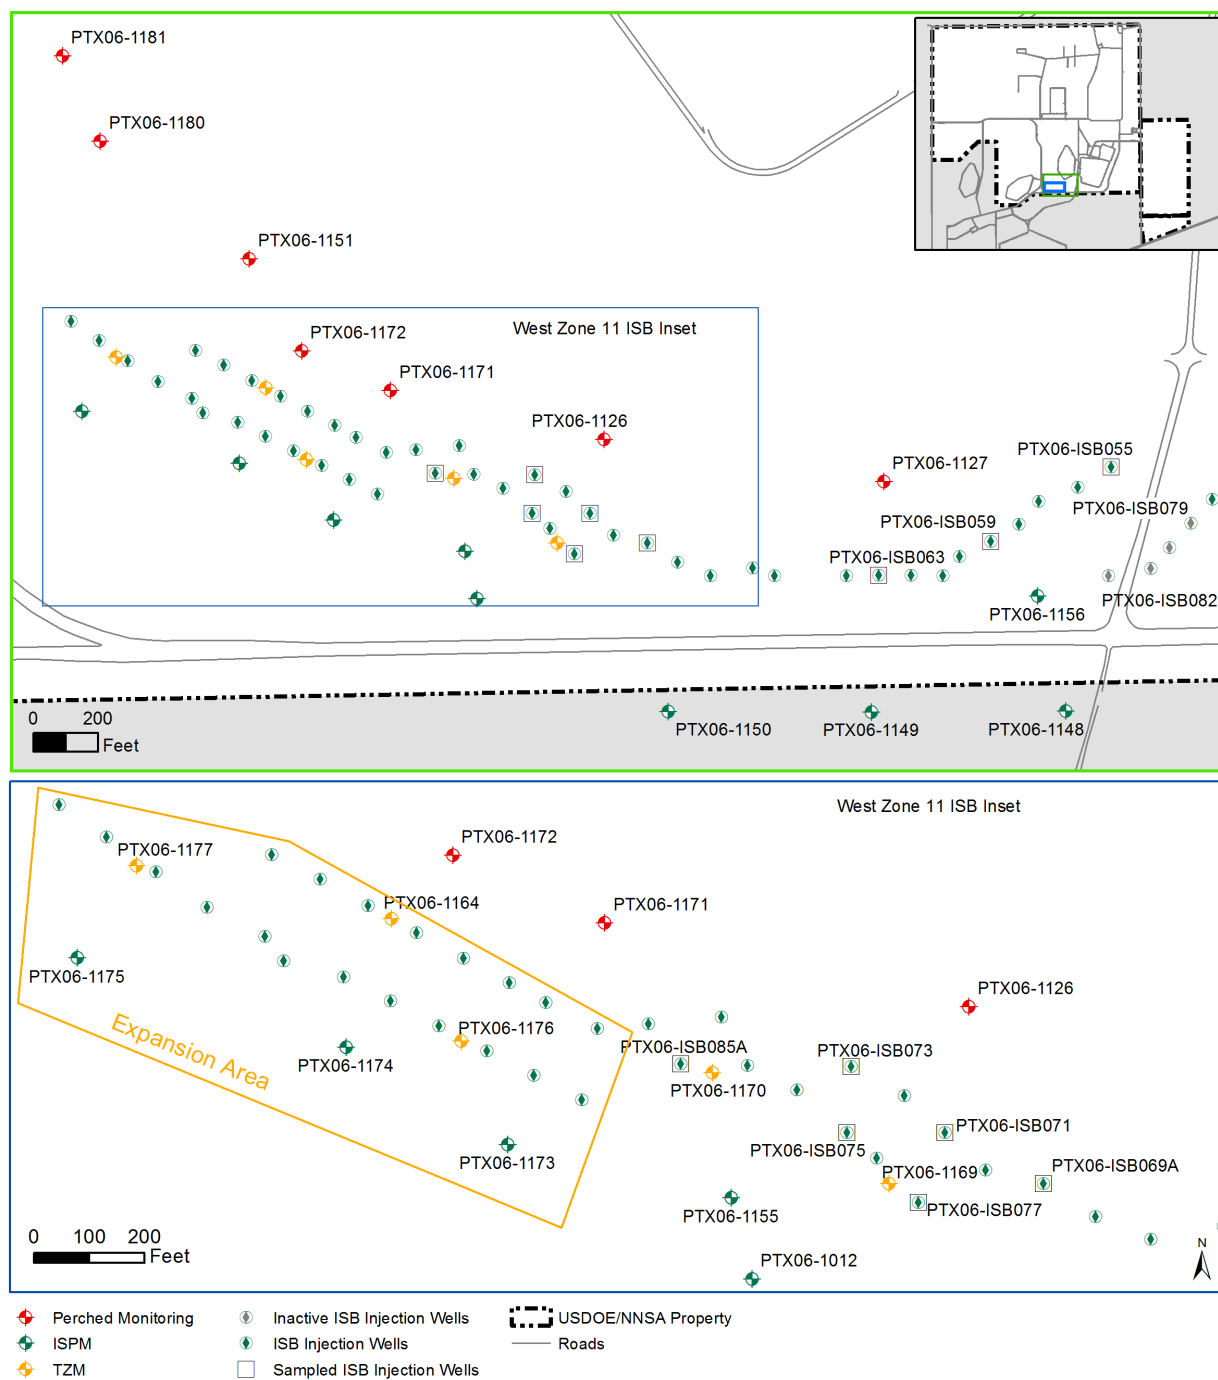 PTX06-1181
PTX06-1180
PTX06-1151
West Zone 11 ISB Inset
PTX06-1172
PTX06-1171
PTX06-1126
PTX06-ISB055
PTX06-1127
PTX06-ISB079
PTX06-ISB059
PTX06-ISB063
PTX06-ISB082
PTX06-1156
0 200
Feet
PTX06-1150
PTX06-1149
PTX06-1148
West Zone 11 ISB Inset
PTX06-1177
PTX06-1172
PTX06-1164
PTX06-1171
PTX06-1175
PTX06-1126
Expansion Area
PTX06-1176
PTX06-1174
PTX06-ISB085A
PTX06-ISB073
PTX06-1170
PTX06-ISB071
PTX06-ISB075
PTX06-1173
PTX06-1169
PTX06-ISB069A
PTX06-1155
PTX06-ISB077
PTX06-1012
0 100 200
Feet
N
Perched Monitoring
ISPM
TZM
Inactive ISB Injection Wells
ISB Injection Wells
Sampled ISB Injection Wells
USDOE/NNSA Property
Roads